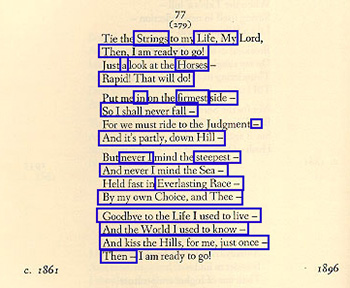 77
(279)
Tie the Strings to my Life, My Lord,
Then, I am ready to go!
Just a look at the Horses –
Rapid! That will do!
Put me in on the firmest side –
So I shall never fall –
For we must ride to the Judgment –
And it's partly, down Hill –
But never I mind the steepest –
And never I mind the Sea –
Held fast in Everlasting Race –
By my own Choice, and Thee –
Goodbye to the Life I used to live –
And the World I used to know –
And kiss the Hills, for me, just once –
Then – I am ready to go!
c. 1861
1896